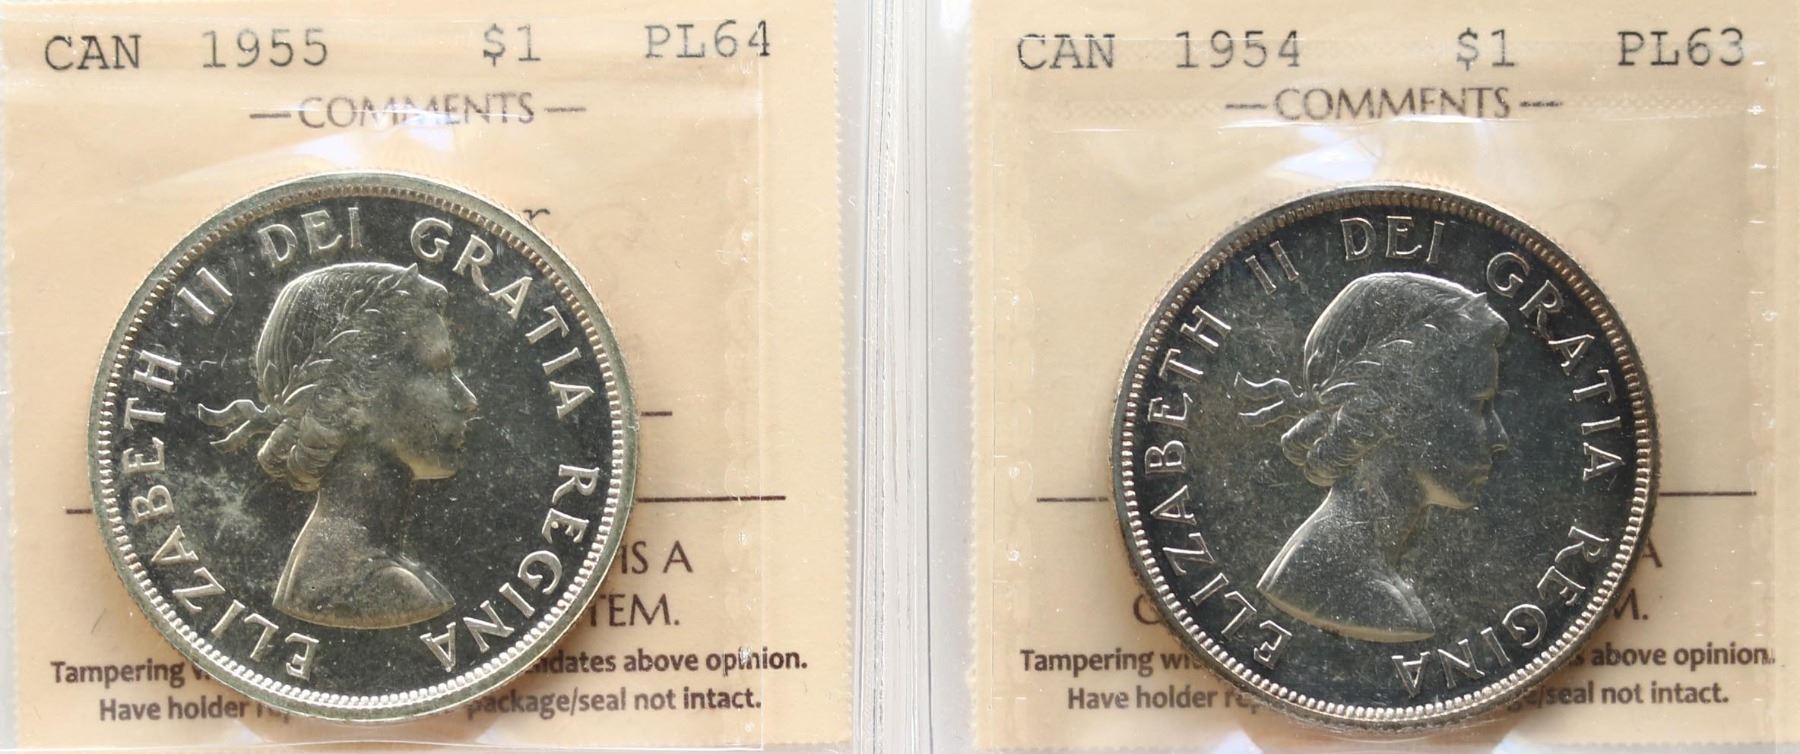 CAN 1955 $1 PL64
— COMMENTS —
ELIZABETH II DEI GRATIA REGINA
IS A
TEM.
Tampering
above opinion.
Have holder
package/seal not intact.
CAN 1954 $1 PL63
— COMMENTS —
ELIZABETH II DEI GRATIA REGINA
A
Tampering
above opinion.
Have holder
seal not intact.